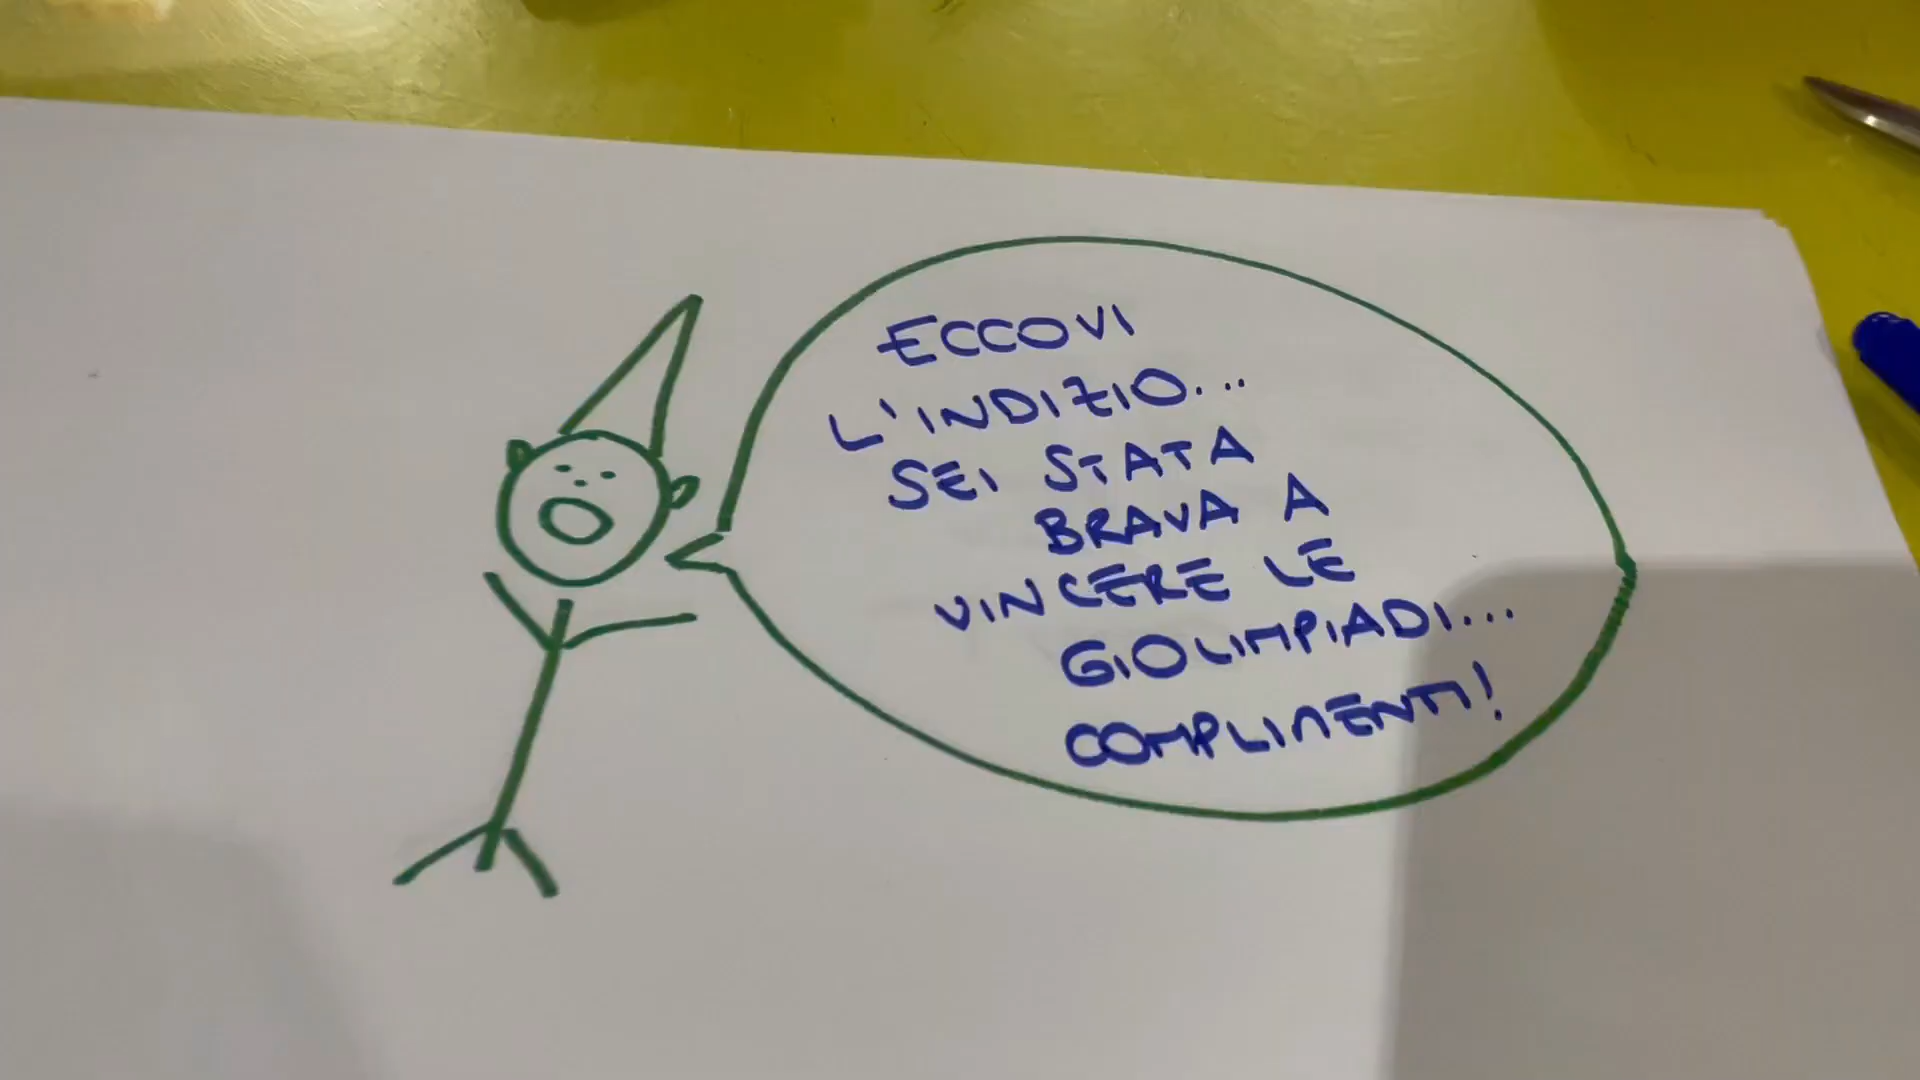 ECCOVI
L'INDIZIO...
SEI STATA
BRAVA A
VINCERE LE
GIOLIMPIADI...
COMPLIMENTI!